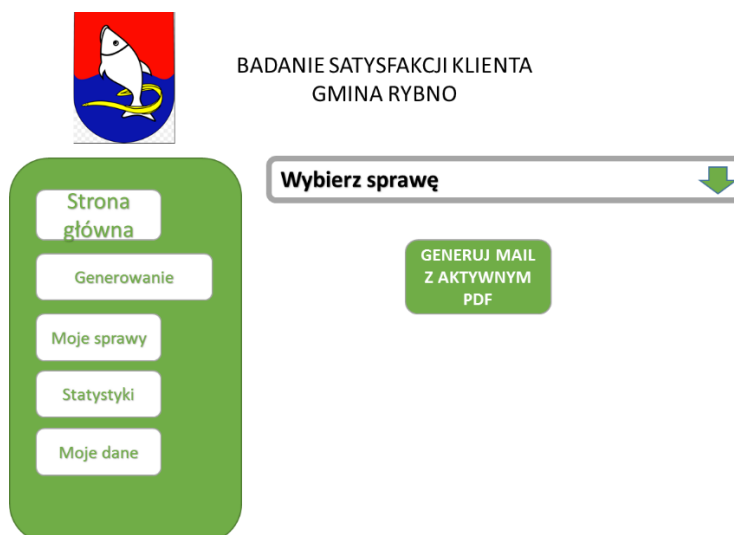 BADANIE SATYSFAKCJI KLIENTA
GMINA RYBNO
Wybierz sprawę
Strona
główna
Generowanie
Moje sprawy
Statystyki
Moje dane
GENERUJ MAIL
Z AKTYWNYM
PDF